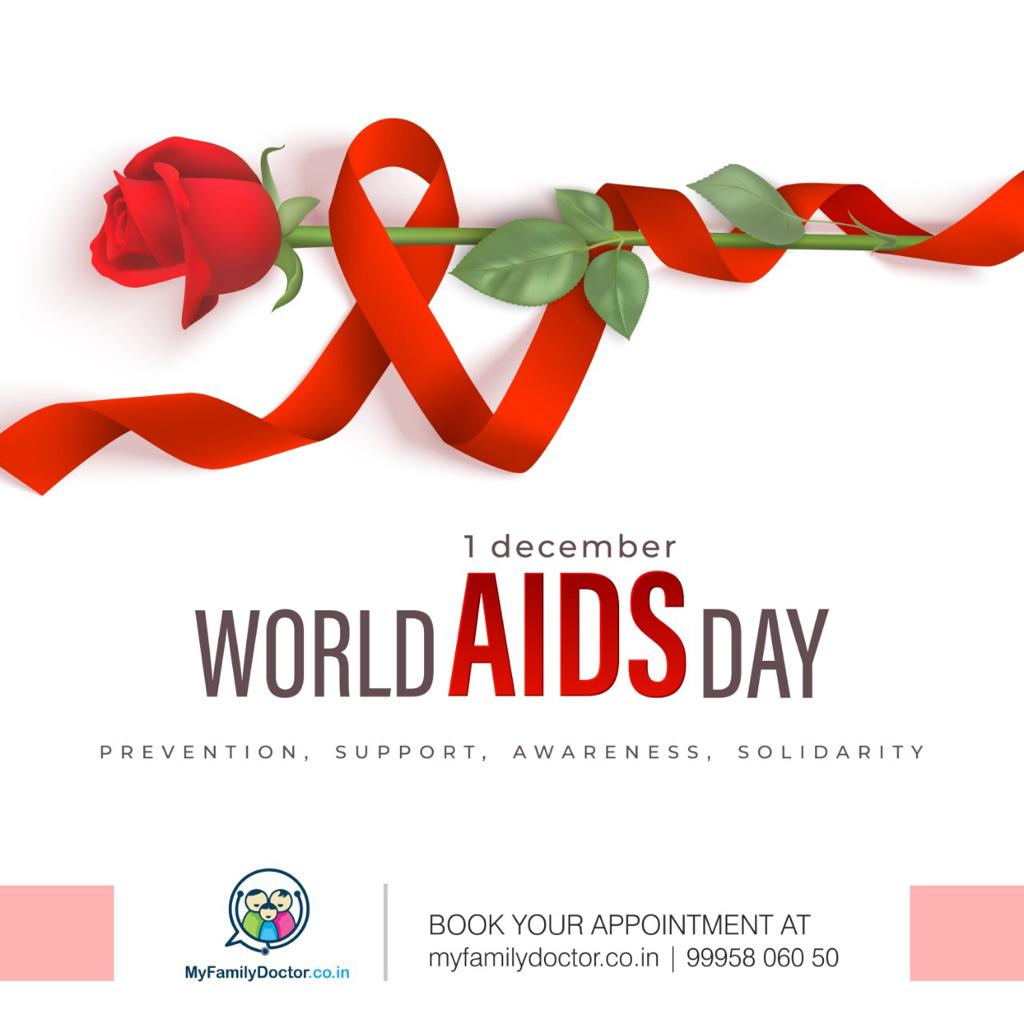 1 december
WORLD AIDS DAY
PREVENTION, SUPPORT, AWARENESS, SOLIDARITY
MyFamilyDoctor.co.in
BOOK YOUR APPOINTMENT AT
myfamilydoctor.co.in | 99958 060 50